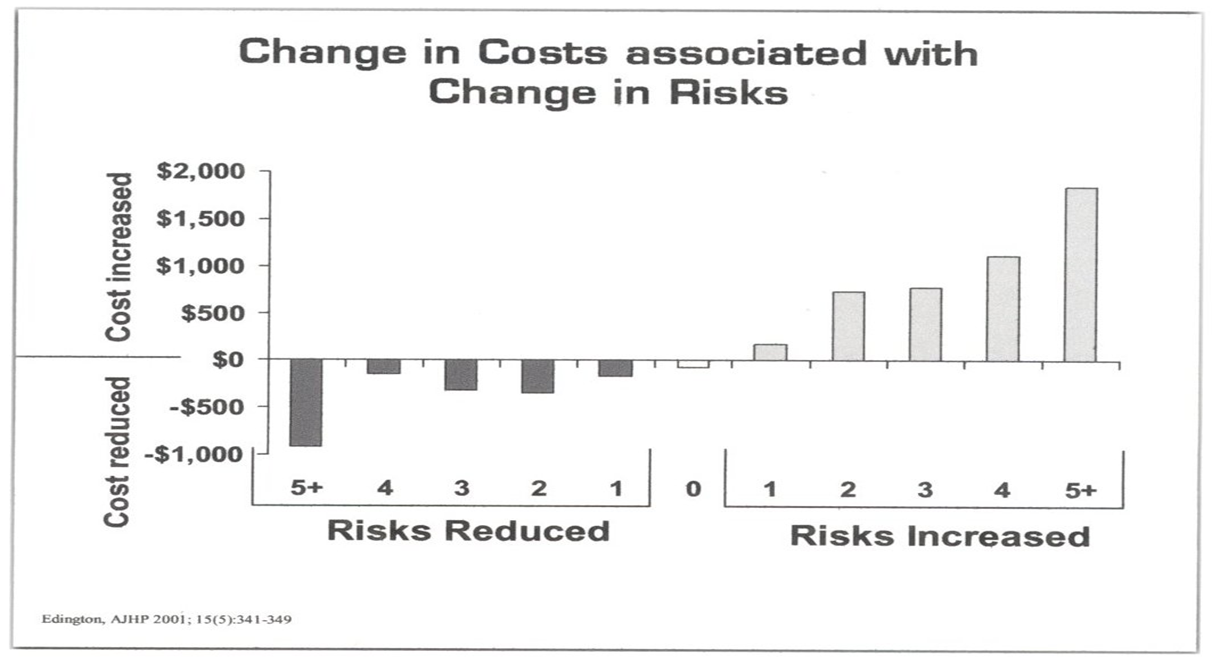 Change in Costs associated with
Change in Risks
Cost increased
Cost reduced
$2,000
$1,500
$1,000
$500
$0
-$500
-$1,000
5+ 4 3 2 1 0 1 2 3 4 5+
Risks Reduced
Risks Increased
Edington, AJHP 2001; 15(5):341-349